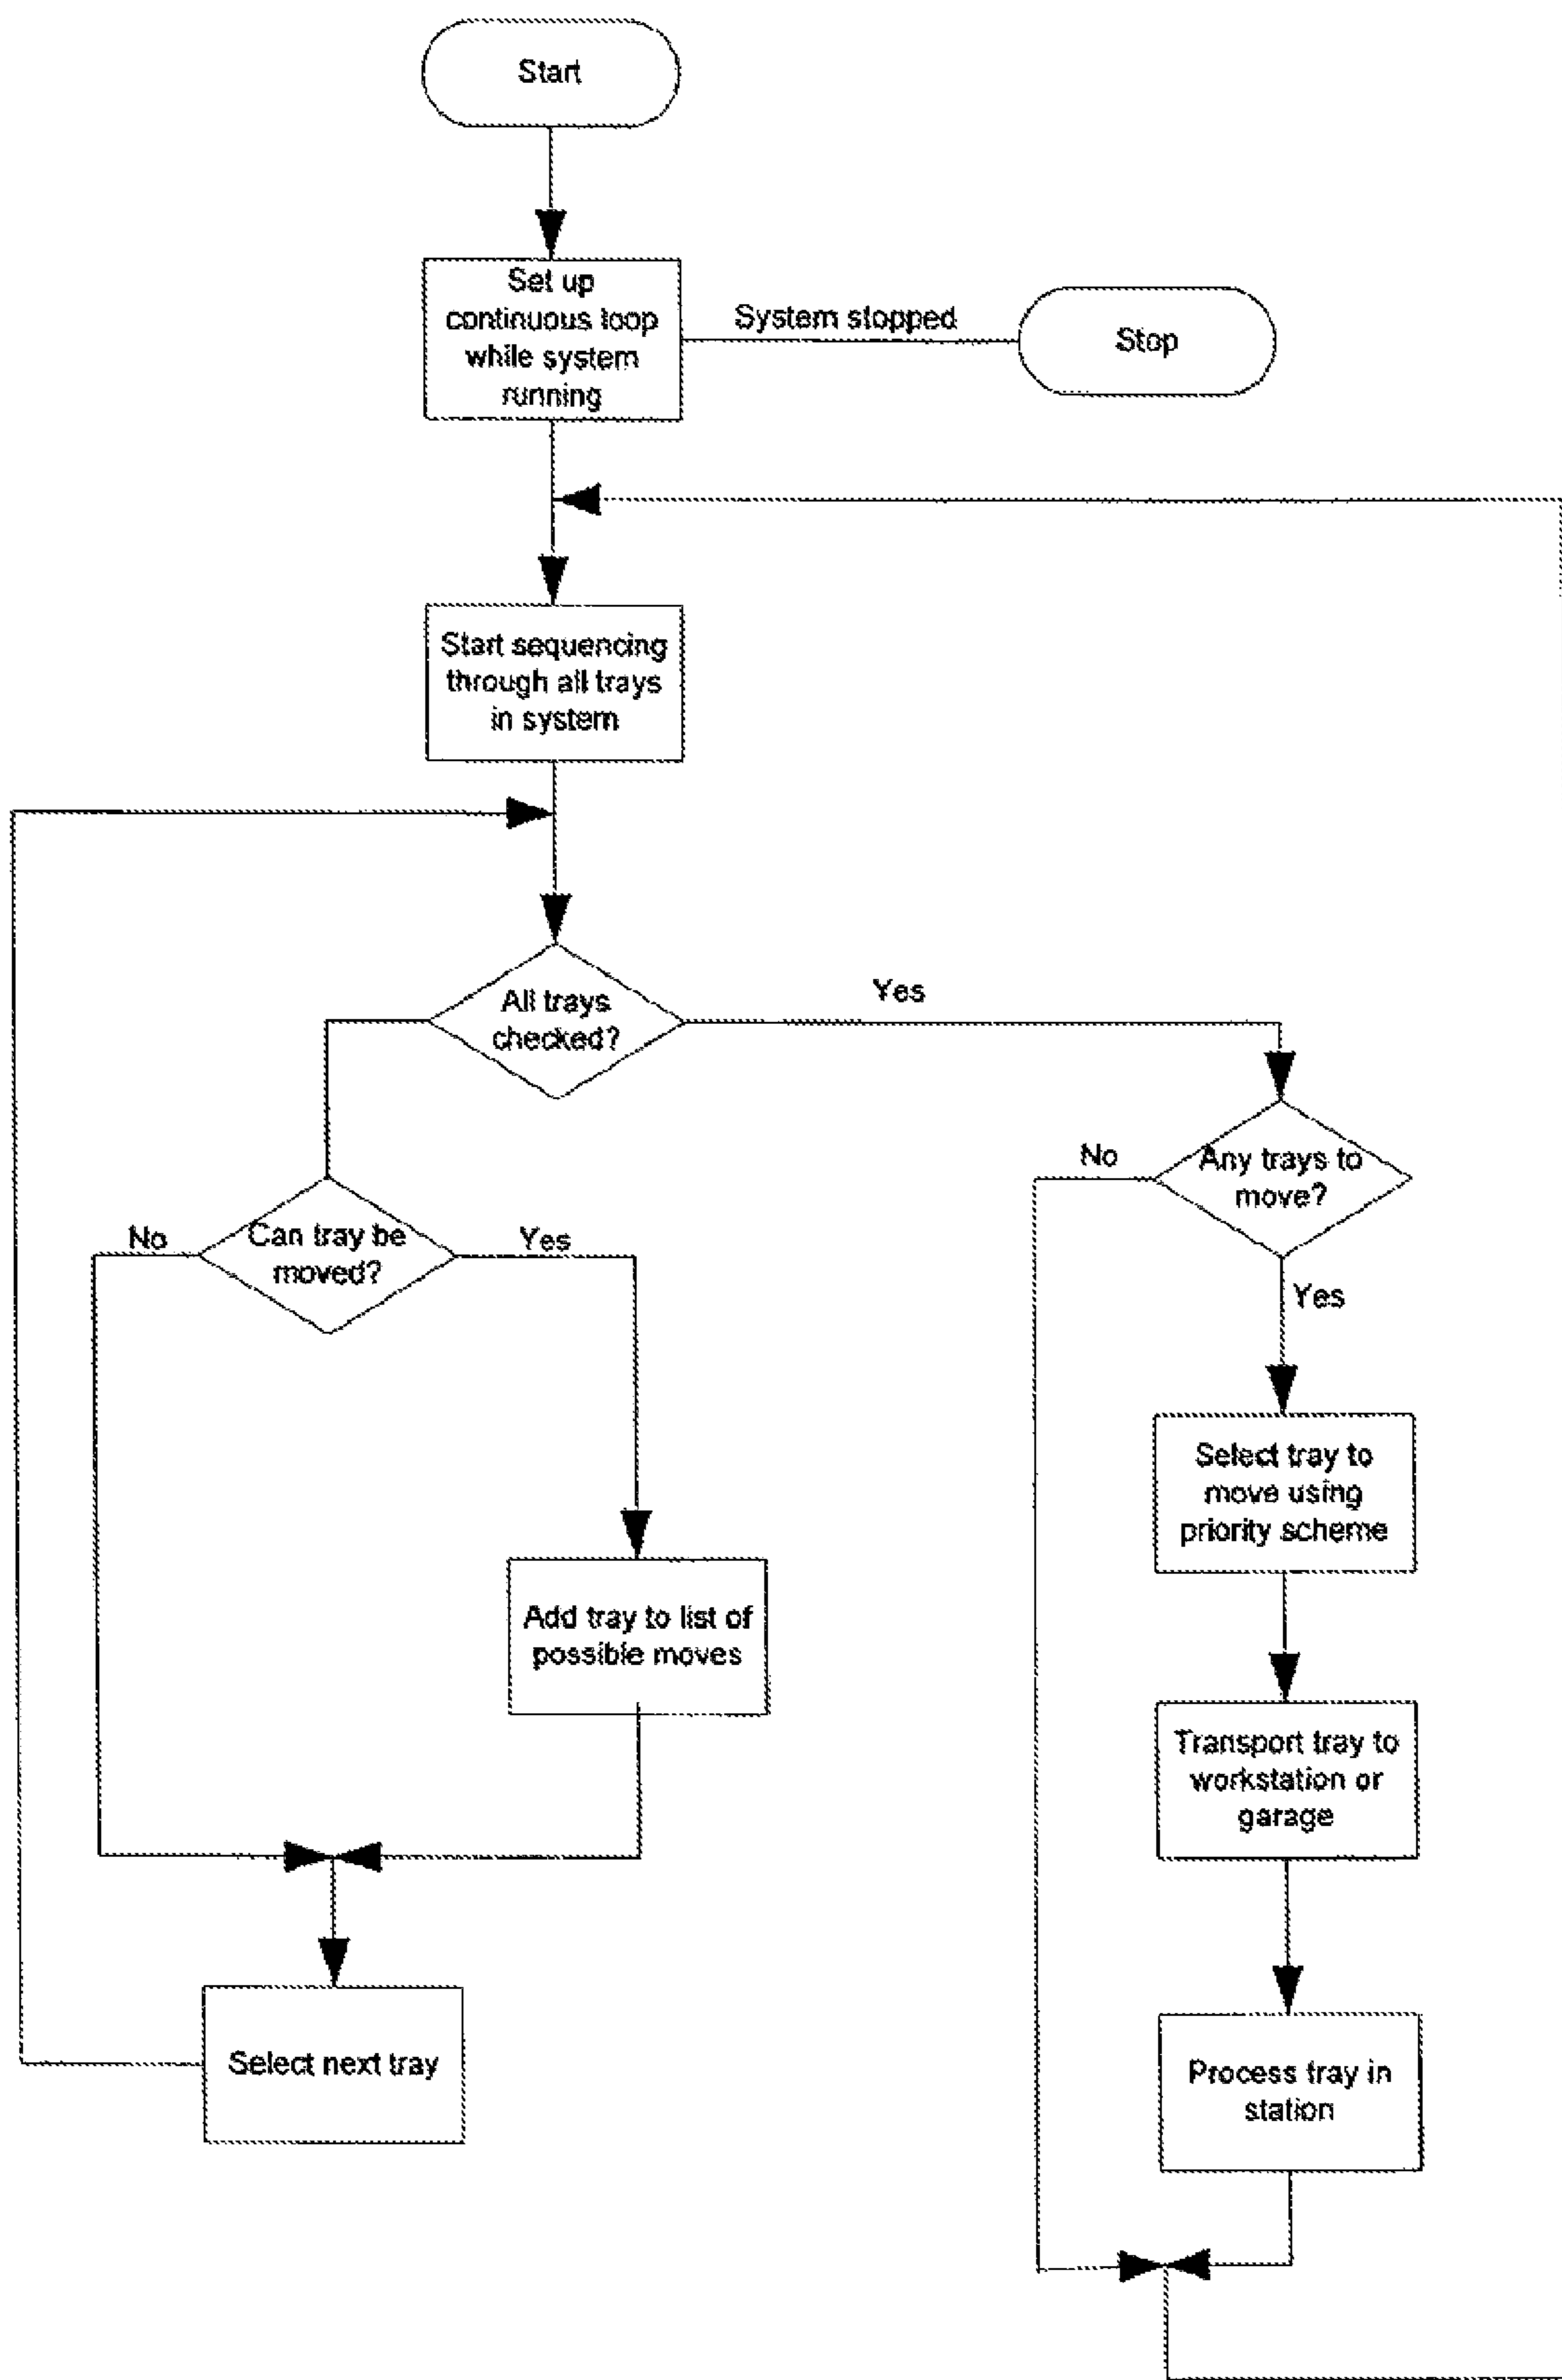 Start
Set up
continuous loop
while system
running
System stopped
Stop
Start sequencing
through all trays
in system
All trays
checked?
Yes
No
Any trays to
move?
No
Can tray be
moved?
Yes
Yes
Select tray to
move using
priority scheme
Add tray to list of
possible moves
Transport tray to
workstation or
garage
Select next tray
Process tray in
station